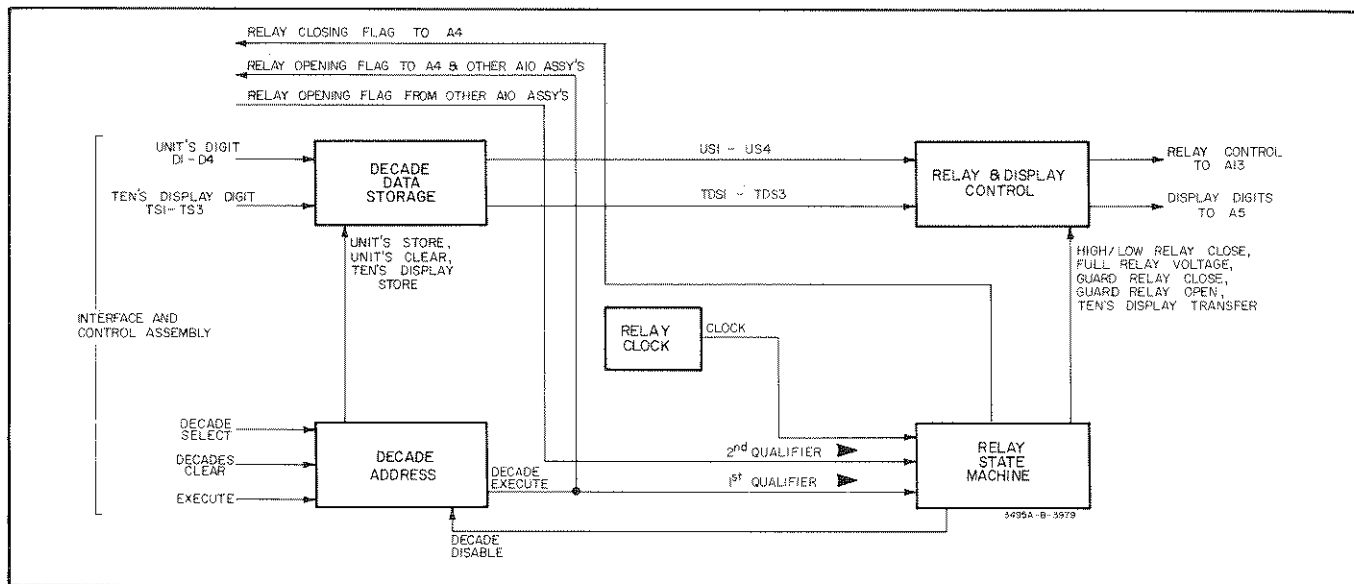 RELAY CLOSING FLAG TO A4
RELAY OPENING FLAG TO A4 & OTHER A10 ASSY'S
RELAY OPENING FLAG FROM OTHER A10 ASSY'S
UNIT'S DIGIT
D1-D4
TEN'S DISPLAY DIGIT
TS1-TS3
DECADE
DATA
STORAGE
US1 - US4
TDS1 - TDS3
RELAY & DISPLAY
CONTROL
RELAY CONTROL
TO A13
DISPLAY DIGITS
TO A5
UNIT'S STORE,
UNIT'S CLEAR,
TEN'S DISPLAY
STORE
HIGH/LOW RELAY CLOSE,
FULL RELAY VOLTAGE,
GUARD RELAY CLOSE,
GUARD RELAY OPEN,
TEN'S DISPLAY TRANSFER
INTERFACE AND
CONTROL ASSEMBLY
RELAY
CLOCK
CLOCK
DECADE
SELECT
DECADES
CLEAR
EXECUTE
DECADE
ADDRESS
DECADE
EXECUTE
2nd QUALIFIER
1st QUALIFIER
RELAY
STATE
MACHINE
3495A-B-3979
DECADE
DISABLE